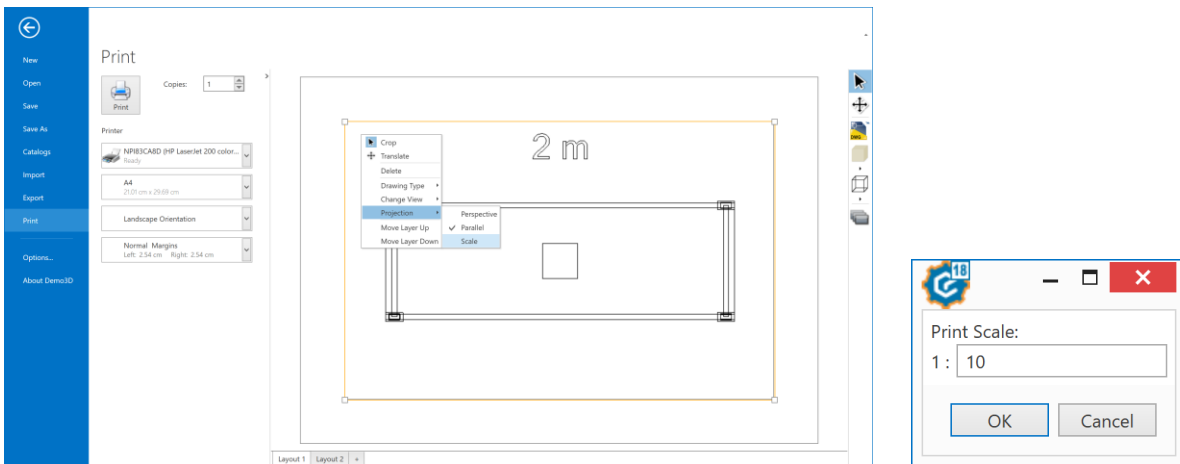 New
Open
Save
Save As
Catalogs
Import
Export
Print
Options...
About Demo3D
Print
Print
Copies: 1
Printer
NPI83CA8D (HP LaserJet 200 color...
Ready
A4
21.01 cm x 29.69 cm
Landscape Orientation
Normal Margins
Left: 2.54 cm Right: 2.54 cm
2 m
Crop
Translate
Delete
Drawing Type
Change View
Projection
Move Layer Up
Move Layer Down
Perspective
Parallel
Scale
DWG
Layout 1 Layout 2 +
18
Print Scale:
1 : 10
OK Cancel